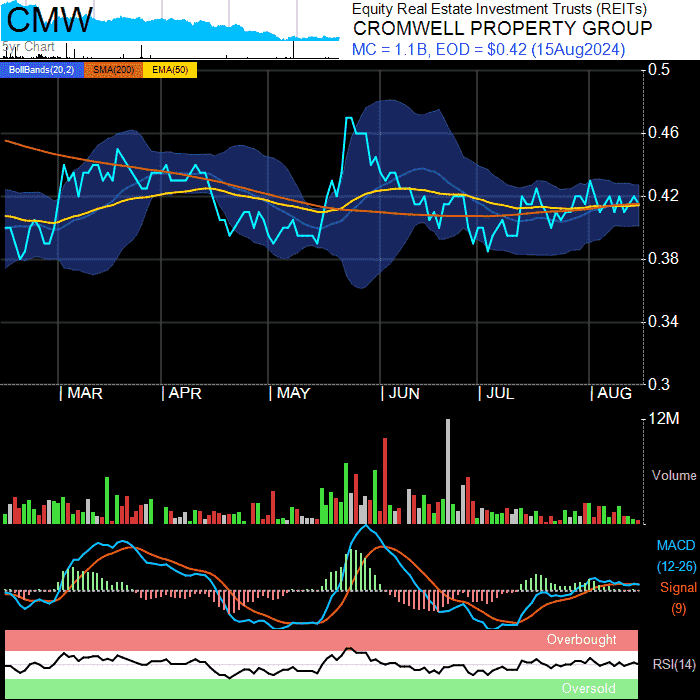 CMW
5yr Chart
Equity Real Estate Investment Trusts (REITs)
CROMWELL PROPERTY GROUP
MC = 1.1B, EOD = $0.42 (15Aug2024)
BollBands(20,2) SMA(200) EMA(50)
0.5
0.46
0.42
0.38
0.34
0.3
MAR APR MAY JUN JUL AUG
12M
Volume
MACD
(12-26)
Signal
(9)
Overbought
RSI(14)
Oversold